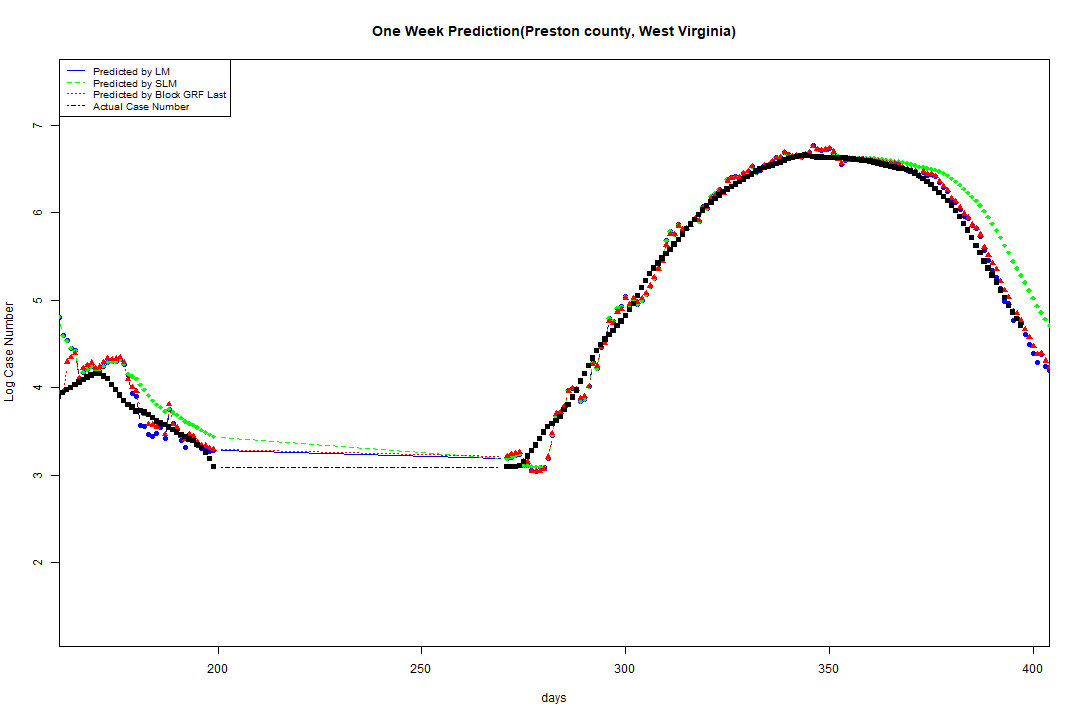 One Week Prediction(Preston county, West Virginia)
Predicted by LM
Predicted by SLM
Predicted by Block GRF Last
Actual Case Number
7
6
5
4
3
2
Log Case Number
200 250 300 350 400
days